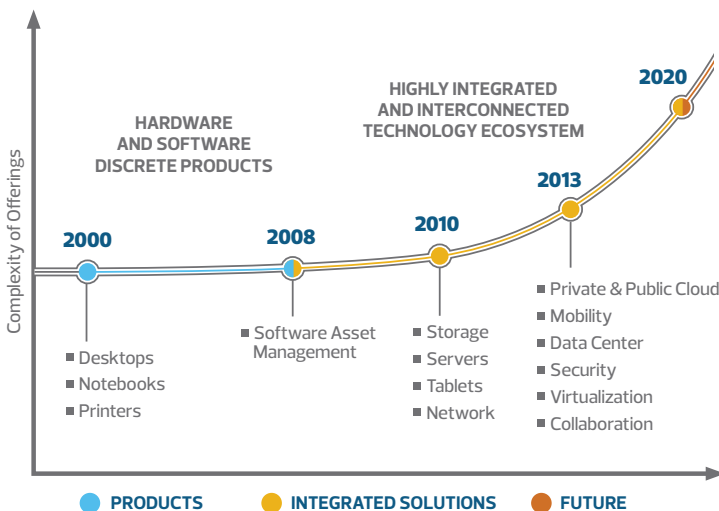 HARDWARE
AND SOFTWARE
DISCRETE PRODUCTS
HIGHLY INTEGRATED
AND INTERCONNECTED
TECHNOLOGY ECOSYSTEM
Complexity of Offerings
2000
Desktops
Notebooks
Printers
2008
Software Asset
Management
2010
Storage
Servers
Tablets
Network
2013
Private & Public Cloud
Mobility
Data Center
Security
Virtualization
Collaboration
2020
PRODUCTS
INTEGRATED SOLUTIONS
FUTURE